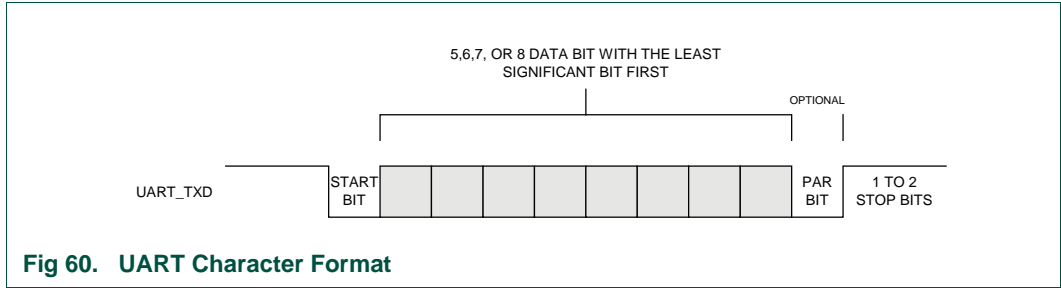 5,6,7, OR 8 DATA BIT WITH THE LEAST
SIGNIFICANT BIT FIRST
OPTIONAL
UART_TXD
START
BIT
PAR
BIT
1 TO 2
STOP BITS
Fig 60. UART Character Format